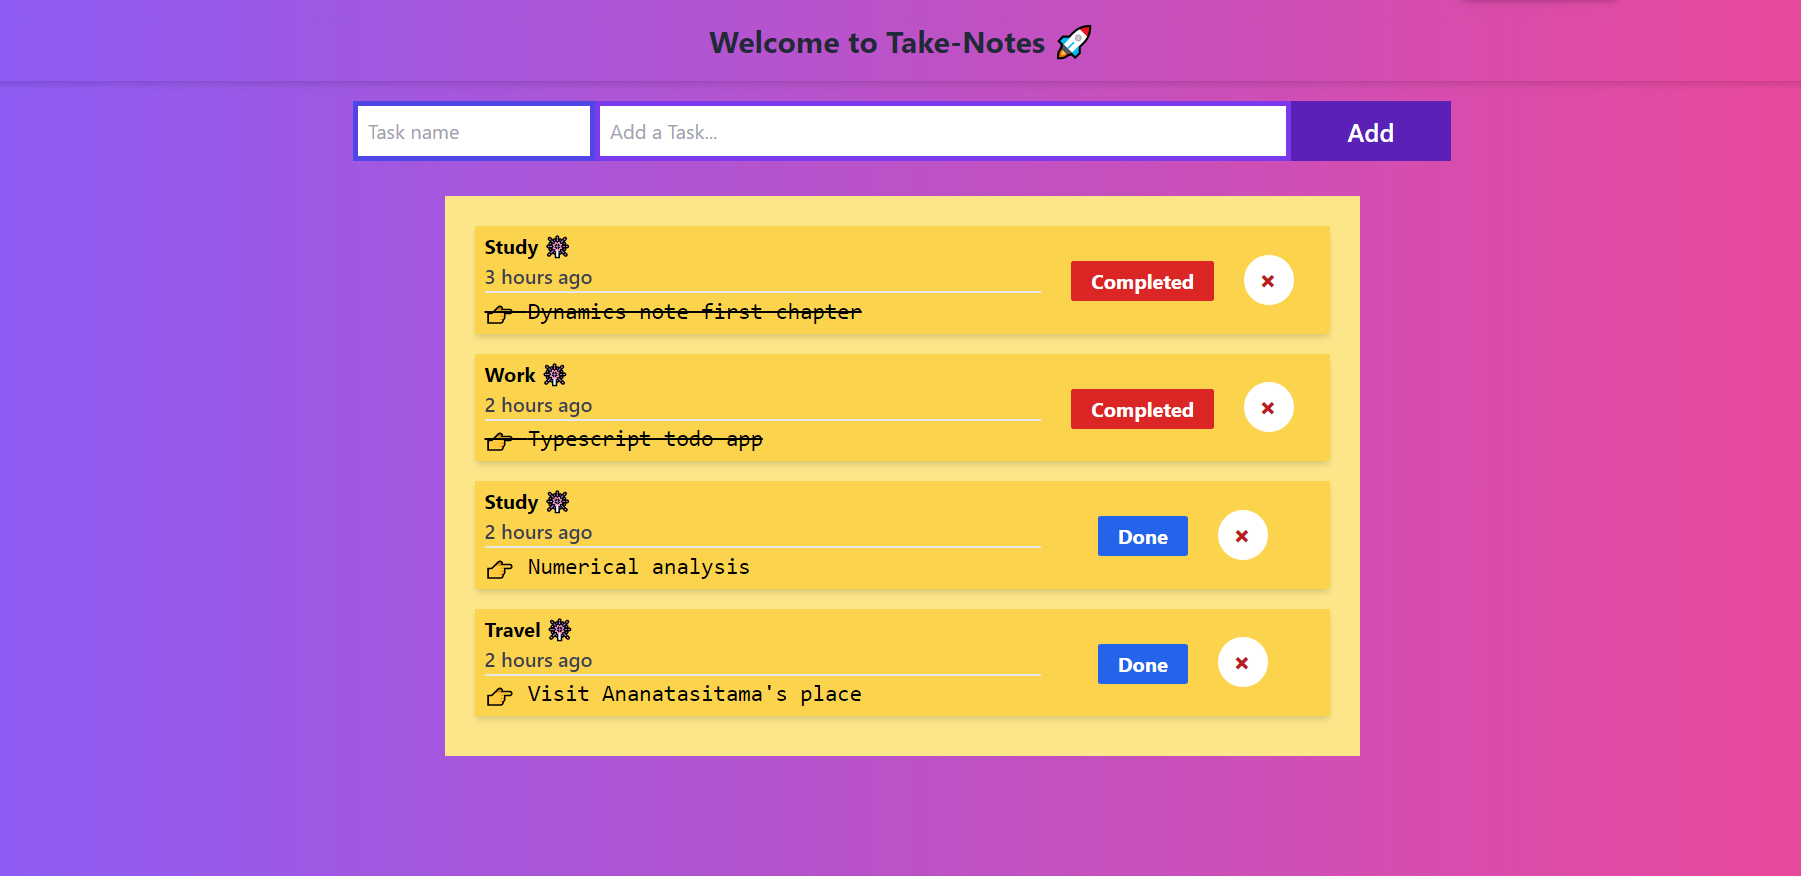 Welcome to Take-Notes 🚀
Task name
Add a Task...
Add
Study
3 hours ago
Completed
×
👉 Dynamics note first chapter
Work
2 hours ago
Completed
×
👉 Typescript todo app
Study
2 hours ago
Done
×
👉 Numerical analysis
Travel
2 hours ago
Done
×
👉 Visit Ananatasitama's place